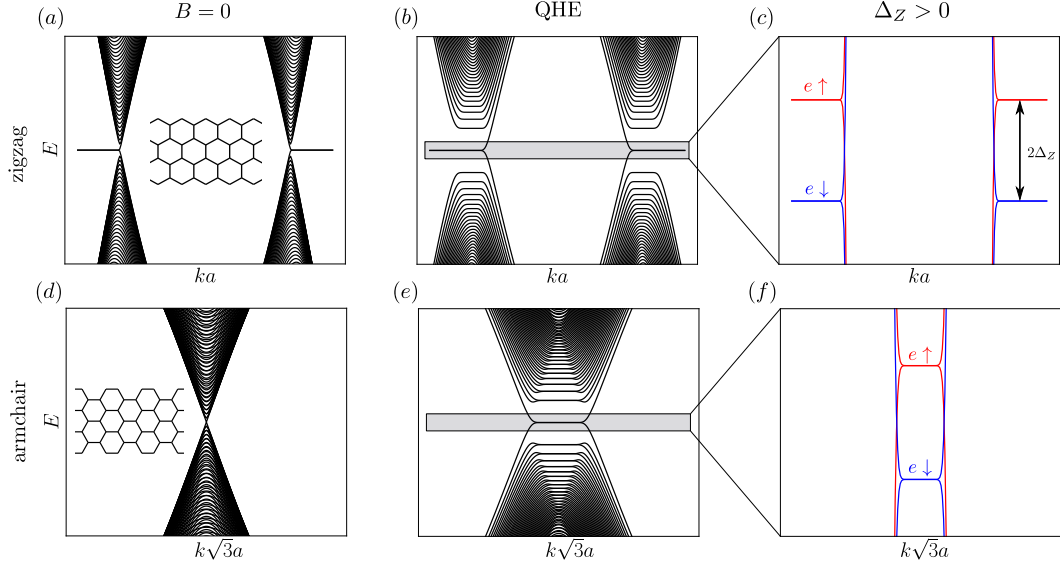 (a)
B = 0
(b)
QHE
(c)
Δ_Z > 0
zigzag
E
e ↑
e ↓
2Δ_Z
ka
ka
ka
(d)
(e)
(f)
armchair
E
e ↑
e ↓
k√3a
k√3a
k√3a